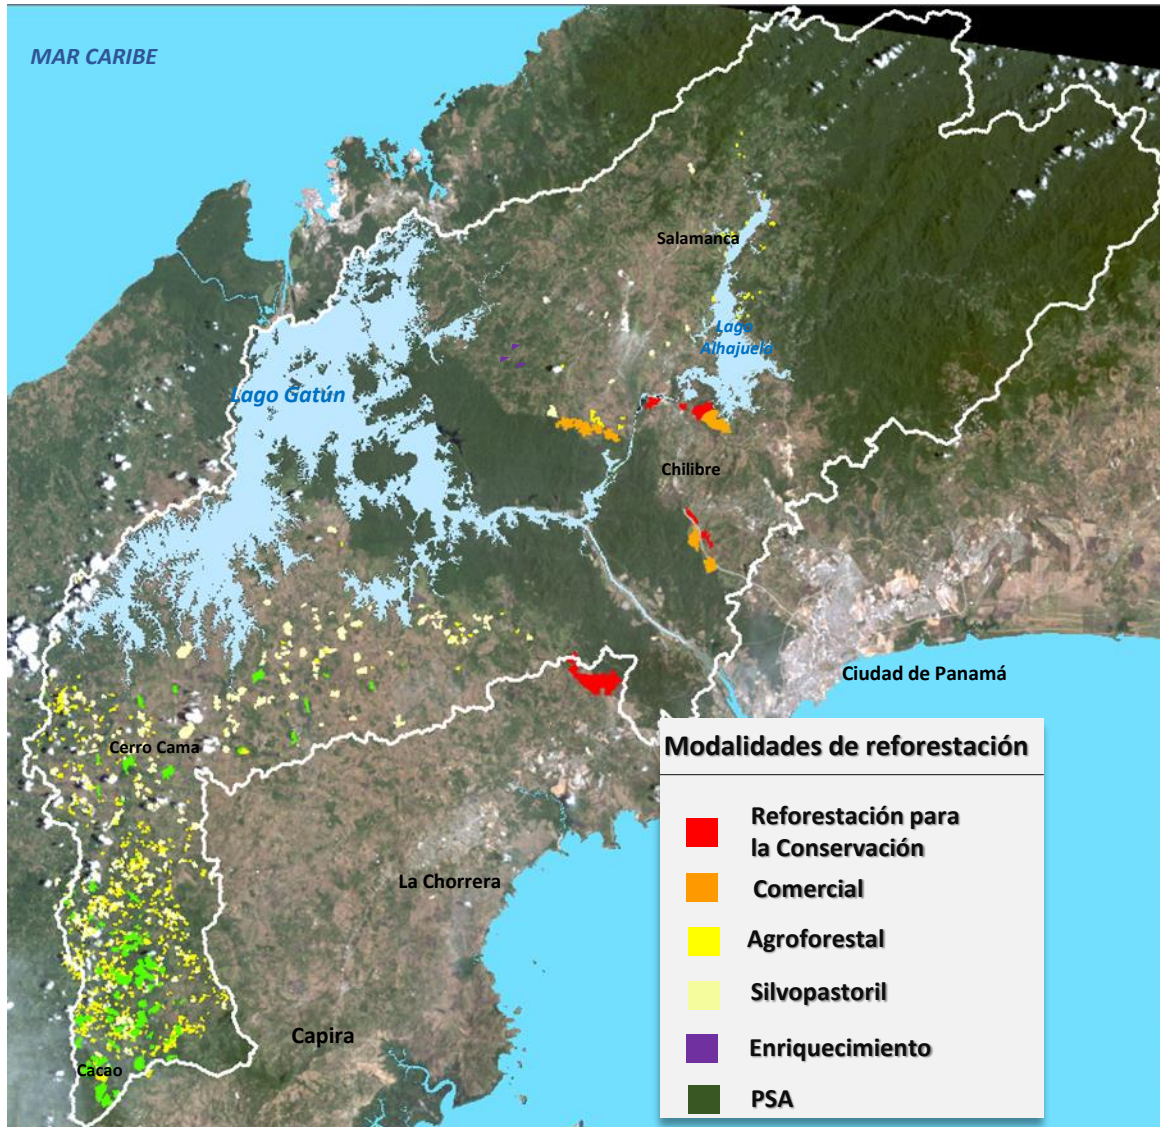 MAR CARIBE
Salamanca
Lago
Alhajuela
Lago Gatún
Chilibre
Ciudad de Panamá
Cerro Cama
La Chorrera
Capira
Cacao
Modalidades de reforestación
Reforestación para
la Conservación
Comercial
Agroforestal
Silvopastoril
Enriquecimiento
PSA